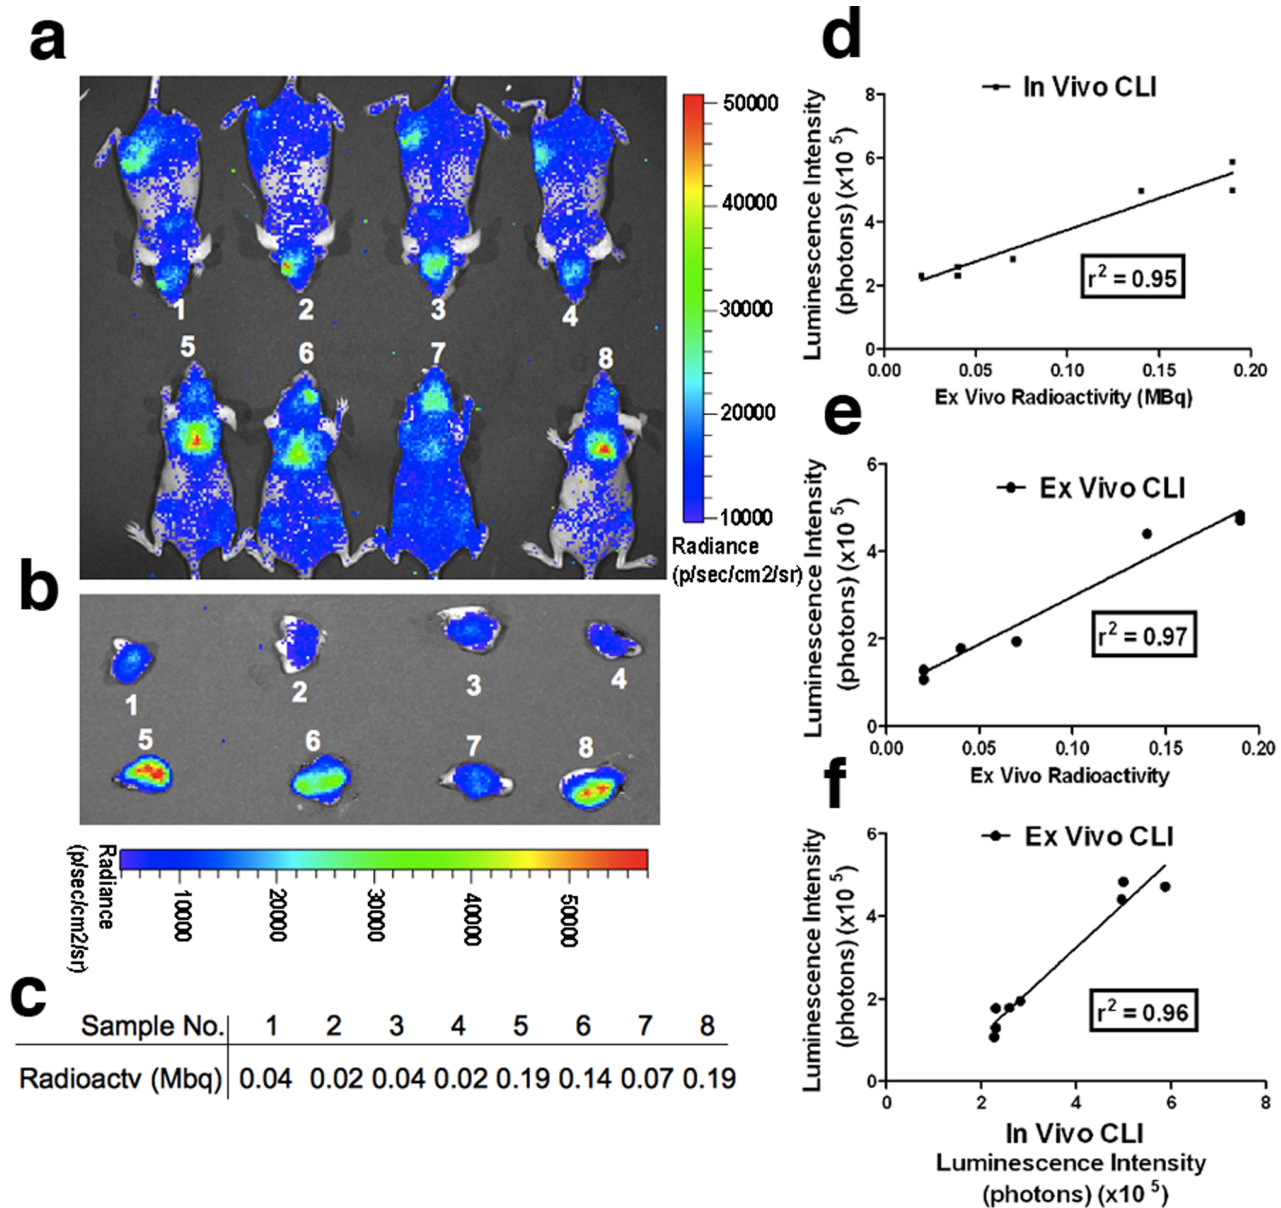 a
1 2 3 4
5 6 7 8
50000
40000
30000
20000
10000
Radiance
(p/sec/cm2/sr)
b
1 2 3 4
5 6 7 8
Radiance
(p/sec/cm2/sr)
10000 20000 30000 40000 50000
c
Sample No. 1 2 3 4 5 6 7 8
Radioactv (Mbq) 0.04 0.02 0.04 0.02 0.19 0.14 0.07 0.19
d
In Vivo CLI
Luminescence Intensity
(photons) (x10 5)
8
6
4
2
0
r2 = 0.95
0.00 0.05 0.10 0.15 0.20
Ex Vivo Radioactivity (MBq)
e
Ex Vivo CLI
Luminescence Intensity
(photons) (x10 5)
6
4
2
0
r2 = 0.97
0.00 0.05 0.10 0.15 0.20
Ex Vivo Radioactivity
f
Ex Vivo CLI
Luminescence Intensity
(photons) (x10 5)
6
4
2
0
r2 = 0.96
0 2 4 6 8
In Vivo CLI
Luminescence Intensity
(photons) (x10 5)